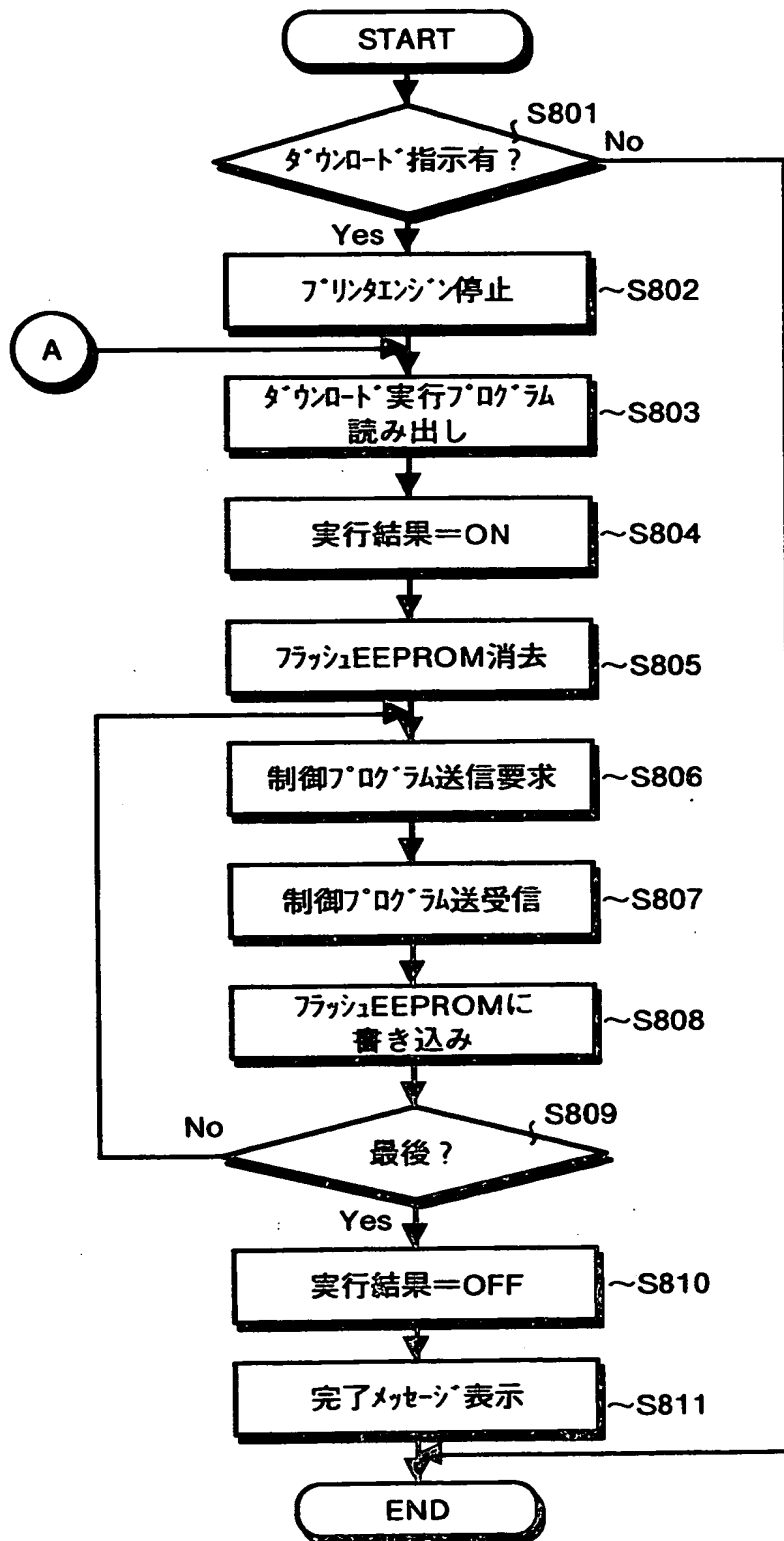 START
S801
ﾀﾞｳﾝﾛｰﾄﾞ指示有?
No
Yes
ﾌﾟﾘﾝﾀｴﾝｼﾞﾝ停止
~S802
A
ﾀﾞｳﾝﾛｰﾄﾞ実行ﾌﾟﾛｸﾞﾗﾑ
読み出し
~S803
実行結果=ON
~S804
ﾌﾗｯｼｭEEPROM消去
~S805
制御ﾌﾟﾛｸﾞﾗﾑ送信要求
~S806
制御ﾌﾟﾛｸﾞﾗﾑ送受信
~S807
ﾌﾗｯｼｭEEPROMに
書き込み
~S808
S809
No
最後?
Yes
実行結果=OFF
~S810
完了ﾒｯｾｰｼﾞ表示
~S811
END